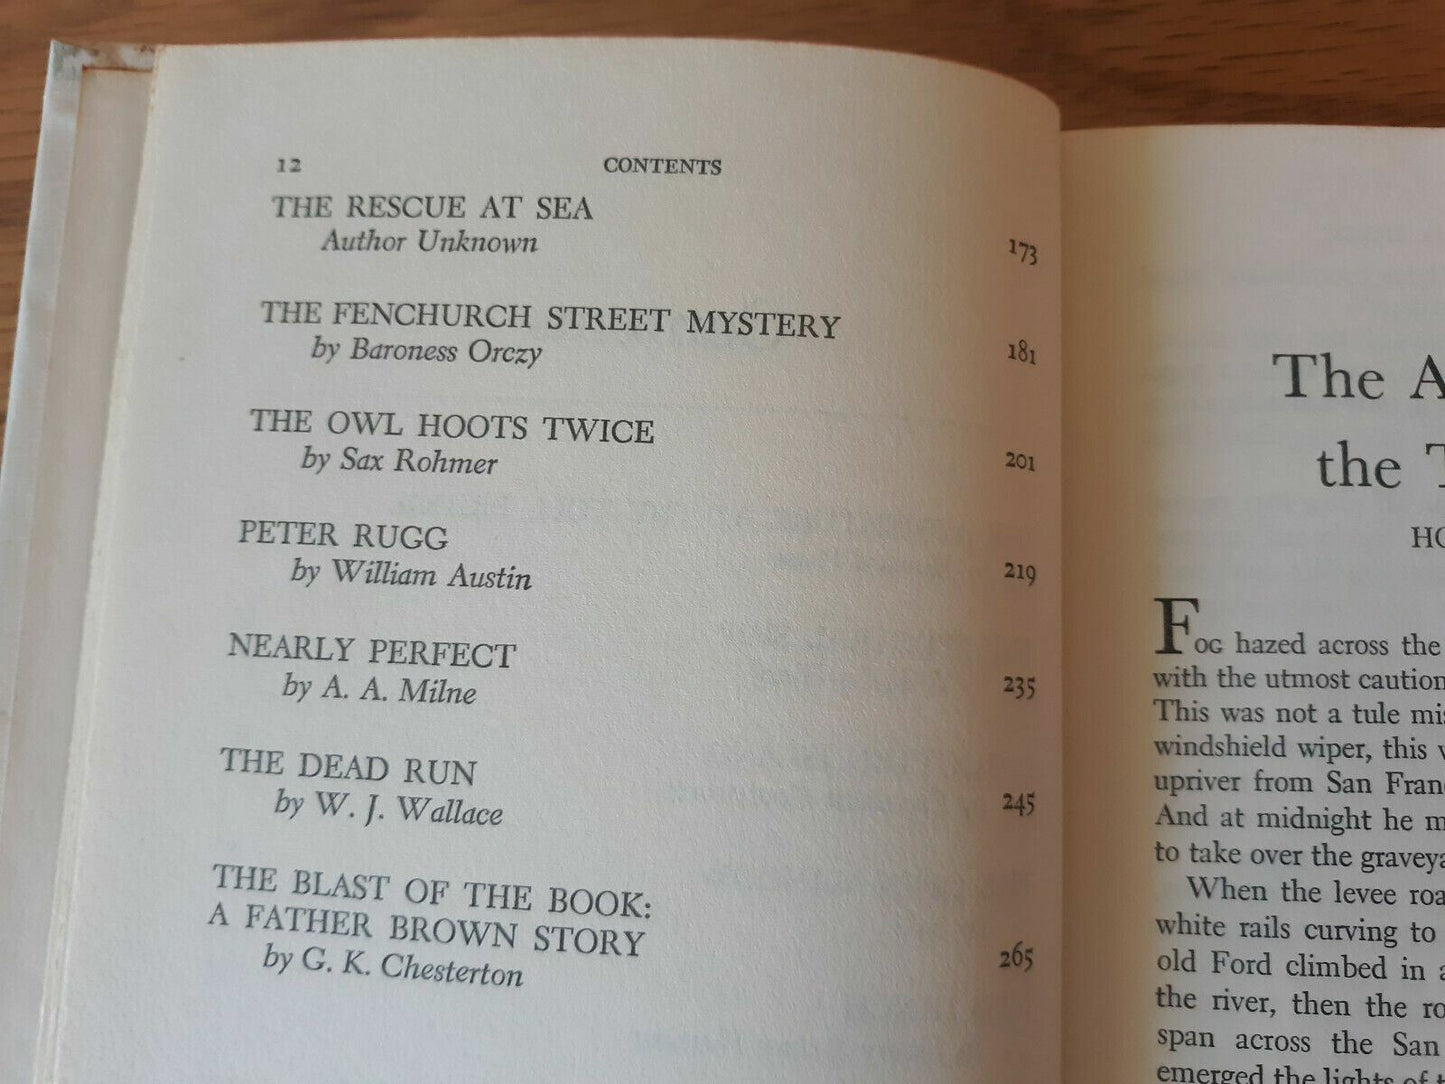 12 CONTENTS
THE RESCUE AT SEA
Author Unknown 173
THE FENCHURCH STREET MYSTERY
by Baroness Orczy 181
THE OWL HOOTS TWICE
by Sax Rohmer 201
PETER RUGG
by William Austin 219
NEARLY PERFECT
by A. A. Milne 235
THE DEAD RUN
by W. J. Wallace 245
THE BLAST OF THE BOOK:
A FATHER BROWN STORY
by G. K. Chesterton 265
The A
the
HO
FOG hazed across the
with the utmost caution
This was not a tule
windshield wiper, this
upriver from San
And at midnight he
to take over the
When the levee
white rails curving to
old Ford climbed in
the river, then the
span across the San
emerged the lights of